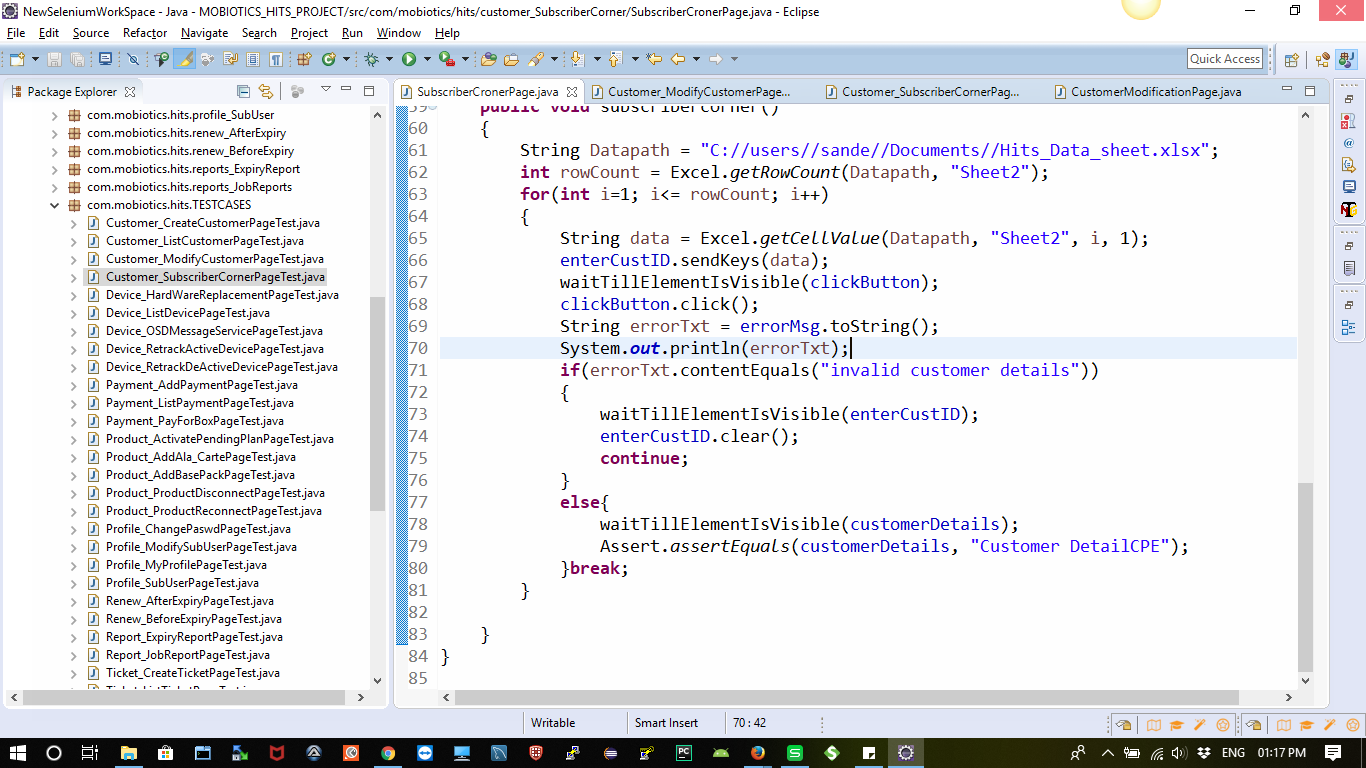 NewSeleniumWorkSpace - Java - MOBIOTICS_HITS_PROJECT/src/com/mobiotics/hits/customer_SubscriberCorner/SubscriberCronerPage.java - Eclipse
File Edit Source Refactor Navigate Search Project Run Window Help
Quick Access
Package Explorer
SubscriberCronerPage.java
Customer_ModifyCustomerPage...
Customer_SubscriberCornerPag...
CustomerModificationPage.java
com.mobiotics.hits.profile_SubUser
com.mobiotics.hits.renew_AfterExpiry
com.mobiotics.hits.renew_BeforeExpiry
com.mobiotics.hits.reports_ExpiryReport
com.mobiotics.hits.reports_JobReports
com.mobiotics.hits.TESTCASES
Customer_CreateCustomerPageTest.java
Customer_ListCustomerPageTest.java
Customer_ModifyCustomerPageTest.java
Customer_SubscriberCornerPageTest.java
Device_HardWareReplacementPageTest.java
Device_ListDevicePageTest.java
Device_OSDMessageServicePageTest.java
Device_RetrackActiveDevicePageTest.java
Device_RetrackDeActiveDevicePageTest.java
Payment_AddPaymentPageTest.java
Payment_ListPaymentPageTest.java
Payment_PayForBoxPageTest.java
Product_ActivatePendingPlanPageTest.java
Product_AddAla_CartePageTest.java
Product_AddBasePackPageTest.java
Product_ProductDisconnectPageTest.java
Product_ProductReconnectPageTest.java
Profile_ChangePaswdPageTest.java
Profile_ModifySubUserPageTest.java
Profile_MyProfilePageTest.java
Profile_SubUserPageTest.java
Renew_AfterExpiryPageTest.java
Renew_BeforeExpiryPageTest.java
Report_ExpiryReportPageTest.java
Report_JobReportPageTest.java
Ticket_CreateTicketPageTest.java
59 public void subscriberCorner()
60 {
61 String Datapath = "C://users//sande//Documents//Hits_Data_sheet.xlsx";
62 int rowCount = Excel.getRowCount(Datapath, "Sheet2");
63 for(int i=1; i<= rowCount; i++)
64 {
65 String data = Excel.getCellValue(Datapath, "Sheet2", i, 1);
66 enterCustID.sendKeys(data);
67 waitTillElementIsVisible(clickButton);
68 clickButton.click();
69 String errorTxt = errorMsg.toString();
70 System.out.println(errorTxt);
71 if(errorTxt.contentEquals("invalid customer details"))
72 {
73 waitTillElementIsVisible(enterCustID);
74 enterCustID.clear();
75 continue;
76 }
77 else{
78 waitTillElementIsVisible(customerDetails);
79 Assert.assertEquals(customerDetails, "Customer DetailCPE");
80 }break;
81 }
82
83 }
84 }
85
Writable Smart Insert 70 : 42
ENG 01:17 PM